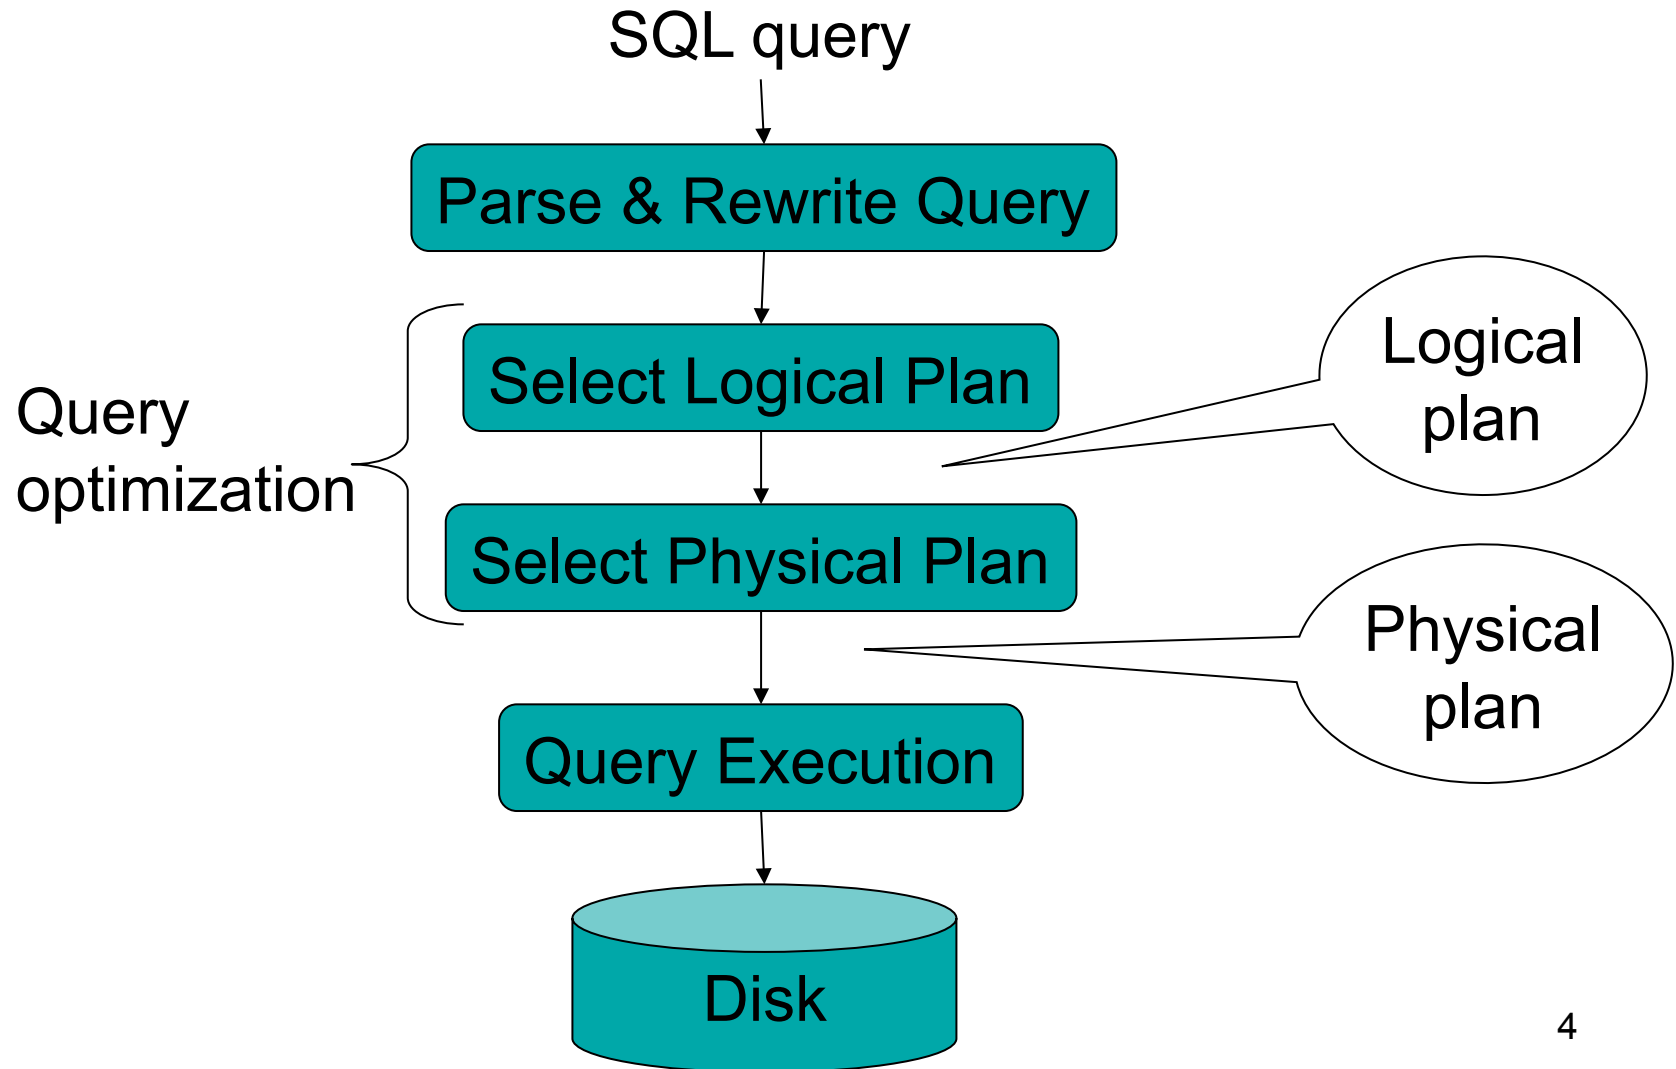 SQL query
Parse & Rewrite Query
Select Logical Plan
Logical
plan
Query
optimization
Select Physical Plan
Physical
plan
Query Execution
Disk
4